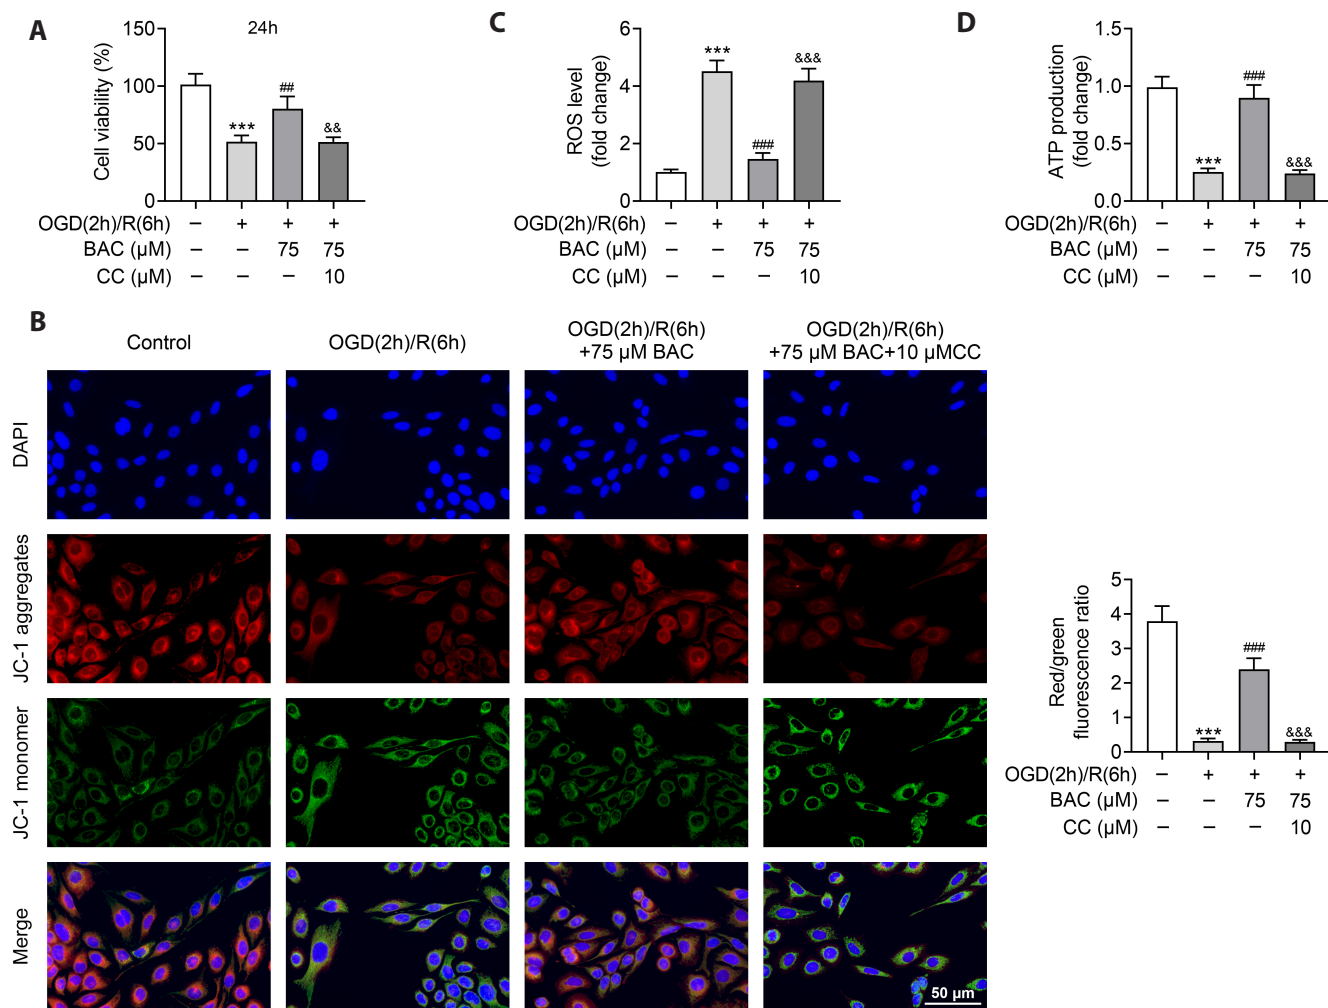 A
24h
Cell viability (%)
150
100
50
0
***
##
&&
OGD(2h)/R(6h) – + + +
BAC (µM) – – 75 75
CC (µM) – – – 10
C
ROS level
(fold change)
6
4
2
0
***
###
&&&
OGD(2h)/R(6h) – + + +
BAC (µM) – – 75 75
CC (µM) – – – 10
D
ATP production
(fold change)
1.5
1.0
0.5
0.0
***
###
&&&
OGD(2h)/R(6h) – + + +
BAC (µM) – – 75 75
CC (µM) – – – 10
B
Control
OGD(2h)/R(6h)
OGD(2h)/R(6h)
+75 µM BAC
OGD(2h)/R(6h)
+75 µM BAC+10 µMCC
DAPI
JC-1 aggregates
JC-1 monomer
Merge
50 µm
Red/green
fluorescence ratio
5
4
3
2
1
0
***
###
&&&
OGD(2h)/R(6h) – + + +
BAC (µM) – – 75 75
CC (µM) – – – 10